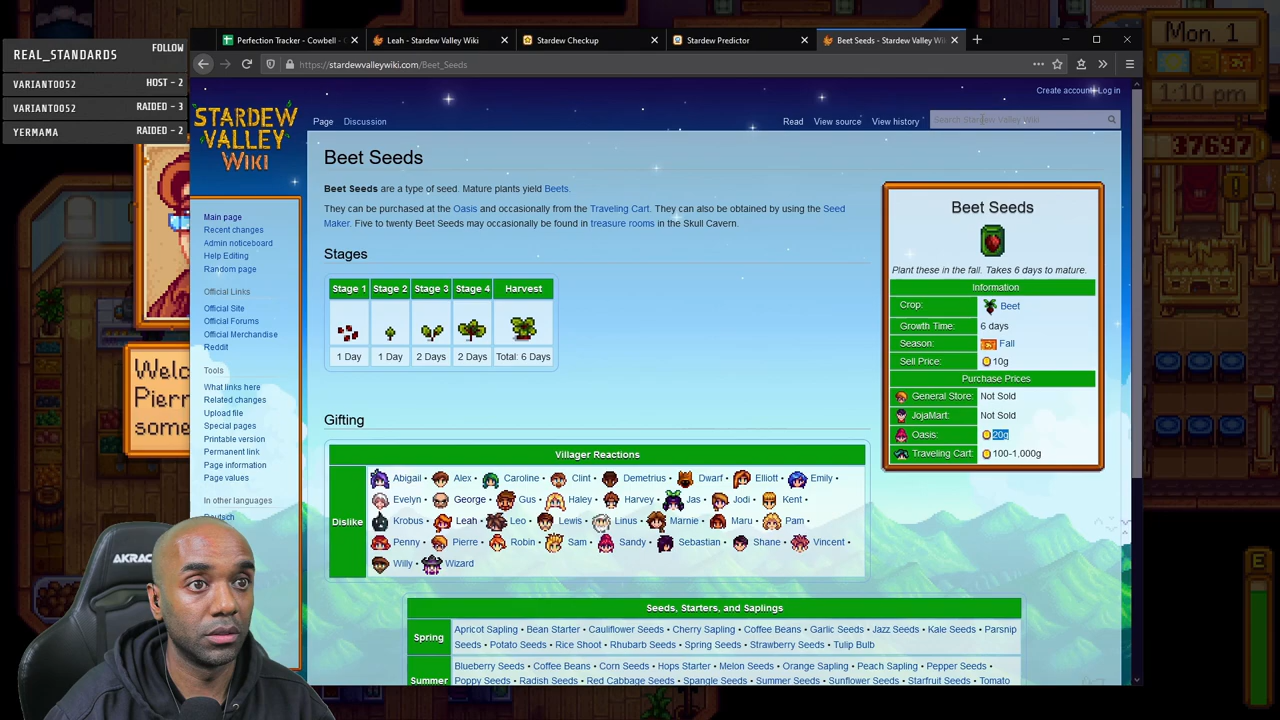 REAL_STANDARDS
FOLLOW
VARIANT0052
HOST - 2
VARIANT0052
RAIDED - 3
YERMAMA
RAIDED - 2
Perfection Tracker - Cowbell - 
Leah - Stardew Valley Wiki
Stardew Checkup
Stardew Predictor
Beet Seeds - Stardew Valley Wiki
https://stardewvalleywiki.com/Beet_Seeds
Mon. 1
1:10 pm
37697
Create account Log in
STARDEW
VALLEY
WIKI
Page Discussion
Read View source View history
Search Stardew Valley Wiki
Beet Seeds
Beet Seeds are a type of seed. Mature plants yield Beets.
They can be purchased at the Oasis and occasionally from the Traveling Cart. They can also be obtained by using the Seed
Maker. Five to twenty Beet Seeds may occasionally be found in treasure rooms in the Skull Cavern.
Main page
Recent changes
Admin noticeboard
Help Editing
Random page
Official Links
Official Site
Official Forums
Official Merchandise
Reddit
Tools
What links here
Related changes
Upload file
Special pages
Printable version
Permanent link
Page information
Page values
In other languages
Deutsch
Welc
Pierr
some
Stages
Stage 1 Stage 2 Stage 3 Stage 4 Harvest
1 Day 1 Day 2 Days 2 Days Total: 6 Days
Beet Seeds
Plant these in the fall. Takes 6 days to mature.
Information
Crop: Beet
Growth Time: 6 days
Season: Fall
Sell Price: 10g
Purchase Prices
General Store: Not Sold
JojaMart: Not Sold
Oasis: 20g
Traveling Cart: 100-1,000g
Gifting
Villager Reactions
Dislike
Abigail • Alex • Caroline • Clint • Demetrius • Dwarf • Elliott • Emily •
Evelyn • George • Gus • Haley • Harvey • Jas • Jodi • Kent •
Krobus • Leah • Leo • Lewis • Linus • Marnie • Maru • Pam •
Penny • Pierre • Robin • Sam • Sandy • Sebastian • Shane • Vincent •
Willy • Wizard
Seeds, Starters, and Saplings
Spring
Apricot Sapling • Bean Starter • Cauliflower Seeds • Cherry Sapling • Coffee Beans • Garlic Seeds • Jazz Seeds • Kale Seeds • Parsnip
Seeds • Potato Seeds • Rice Shoot • Rhubarb Seeds • Spring Seeds • Strawberry Seeds • Tulip Bulb
Summer
Blueberry Seeds • Coffee Beans • Corn Seeds • Hops Starter • Melon Seeds • Orange Sapling • Peach Sapling • Pepper Seeds •
Poppy Seeds • Radish Seeds • Red Cabbage Seeds • Spangle Seeds • Summer Seeds • Sunflower Seeds • Starfruit Seeds • Tomato
AKRAC
E